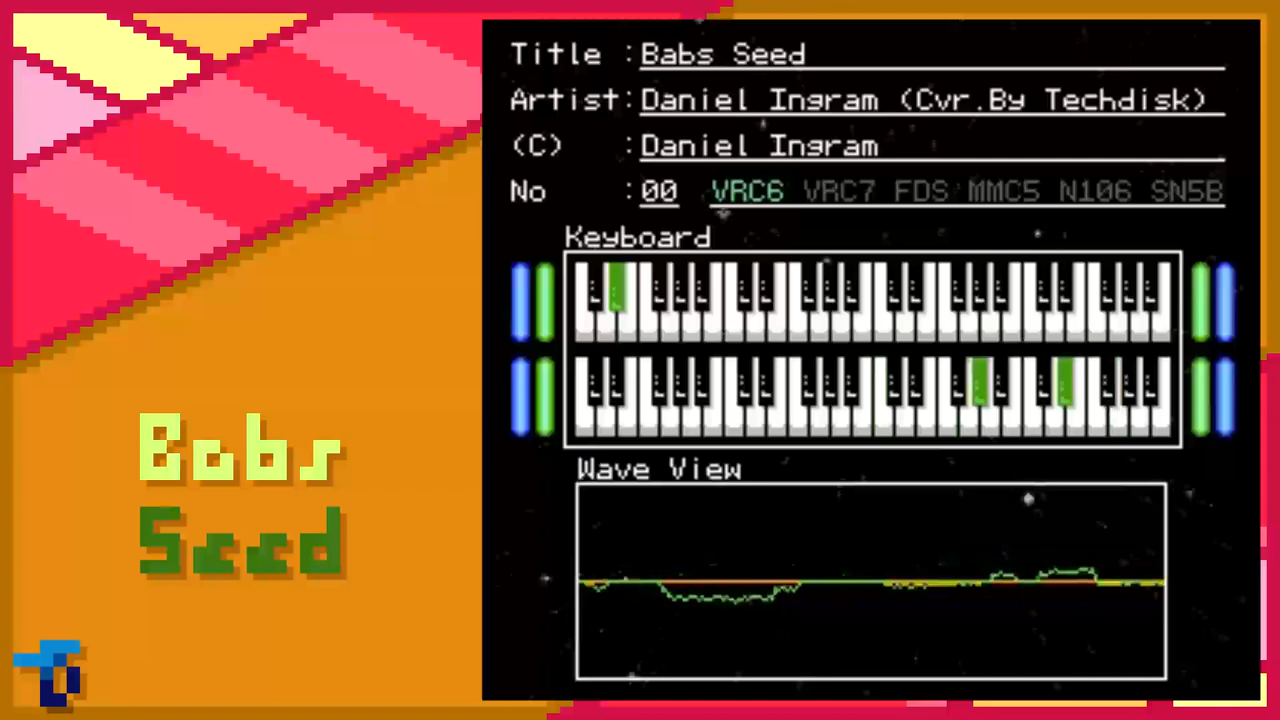 Title :Babs Seed
Artist:Daniel Ingram (Cvr.By Techdisk)
(C) :Daniel Ingram
No :00 VRC6 VRC7 FDS MMC5 N106 SN5B
Keyboard
Wave View
Babs
Seed
TD